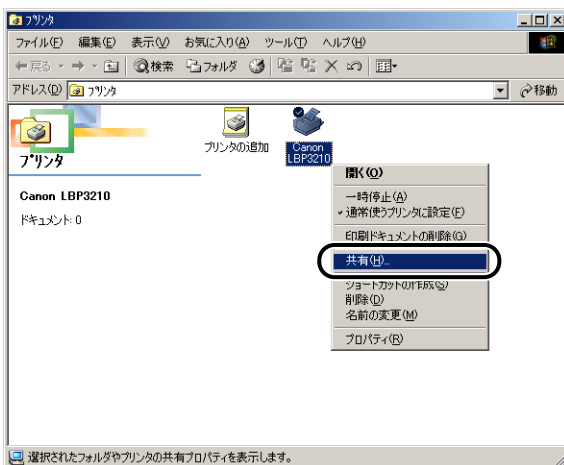 プリンタ
ファイル(F) 編集(E) 表示(V) お気に入り(A) ツール(T) ヘルプ(H)
戻る 検索 フォルダ
アドレス(D) プリンタ 移動
プリンタ
Canon LBP3210
ドキュメント: 0
プリンタの追加
Canon
LBP3210
開く(O)
一時停止(A)
通常使うプリンタに設定(F)
印刷ドキュメントの削除(G)
共有(H)...
ショートカットの作成(S)
削除(D)
名前の変更(M)
プロパティ(R)
選択されたフォルダやプリンタの共有プロパティを表示します。